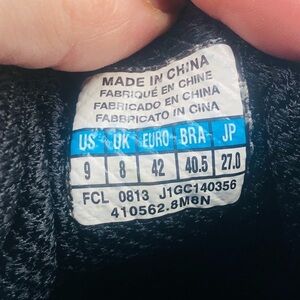 MADE IN CHINA
FABRIQUÉ EN CHINE
FABRICADO EN CHINA
FABBRICATO IN CINA
US UK EURO BRA JP
9 8 42 40.5 27.0
FCL 0813 J1GC140356
410562.8M8N